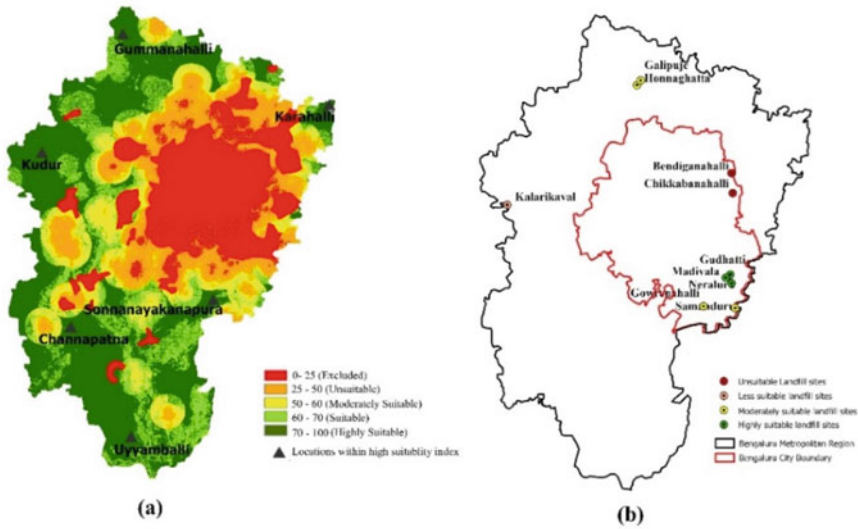 Gummanahalli
Karahalli
Kudur
Sonnanayakanapura
Channapatna
Uyyamballi
0- 25 (Excluded)
25 - 50 (Unsuitable)
50 - 60 (Moderately Suitable)
60 - 70 (Suitable)
70 - 100 (Highly Suitable)
Locations within high suitablity index
(a)
Galipuje
Honnaghatta
Bendiganahalli
Chikkabanahalli
Kalarikaval
Gudhatti
Madivala
Neralur
Unsuitable Landfill sites
Less suitable landfill sites
Moderately suitable landfill sites
Highly suitable landfill sites
Bengaluru Metropolitan Region
Bengaluru City Boundary
(b)